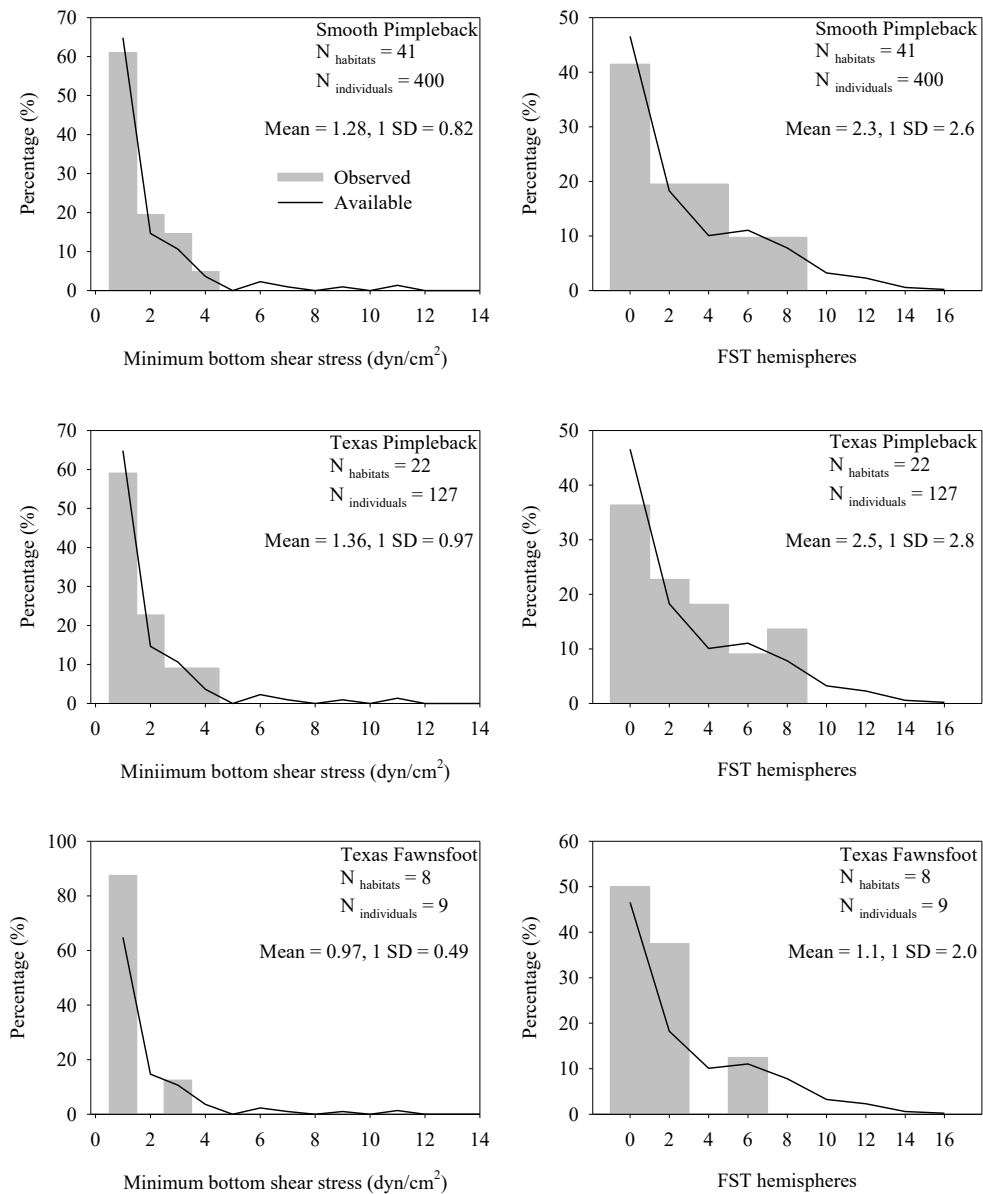 70
60
50
40
30
20
10
0
Percentage (%)
Smooth Pimpleback
N habitats = 41
N individuals = 400
Mean = 1.28, 1 SD = 0.82
Observed
Available
0 2 4 6 8 10 12 14
Minimum bottom shear stress (dyn/cm2)
50
40
30
20
10
0
Percentage (%)
Smooth Pimpleback
N habitats = 41
N individuals = 400
Mean = 2.3, 1 SD = 2.6
0 2 4 6 8 10 12 14 16
FST hemispheres
70
60
50
40
30
20
10
0
Percentage (%)
Texas Pimpleback
N habitats = 22
N individuals = 127
Mean = 1.36, 1 SD = 0.97
0 2 4 6 8 10 12 14
Miniimum bottom shear stress (dyn/cm2)
50
40
30
20
10
0
Percentage (%)
Texas Pimpleback
N habitats = 22
N individuals = 127
Mean = 2.5, 1 SD = 2.8
0 2 4 6 8 10 12 14 16
FST hemispheres
100
80
60
40
20
0
Percentage (%)
Texas Fawnsfoot
N habitats = 8
N individuals = 9
Mean = 0.97, 1 SD = 0.49
0 2 4 6 8 10 12 14
Minimum bottom shear stress (dyn/cm2)
60
50
40
30
20
10
0
Percentage (%)
Texas Fawnsfoot
N habitats = 8
N individuals = 9
Mean = 1.1, 1 SD = 2.0
0 2 4 6 8 10 12 14 16
FST hemispheres